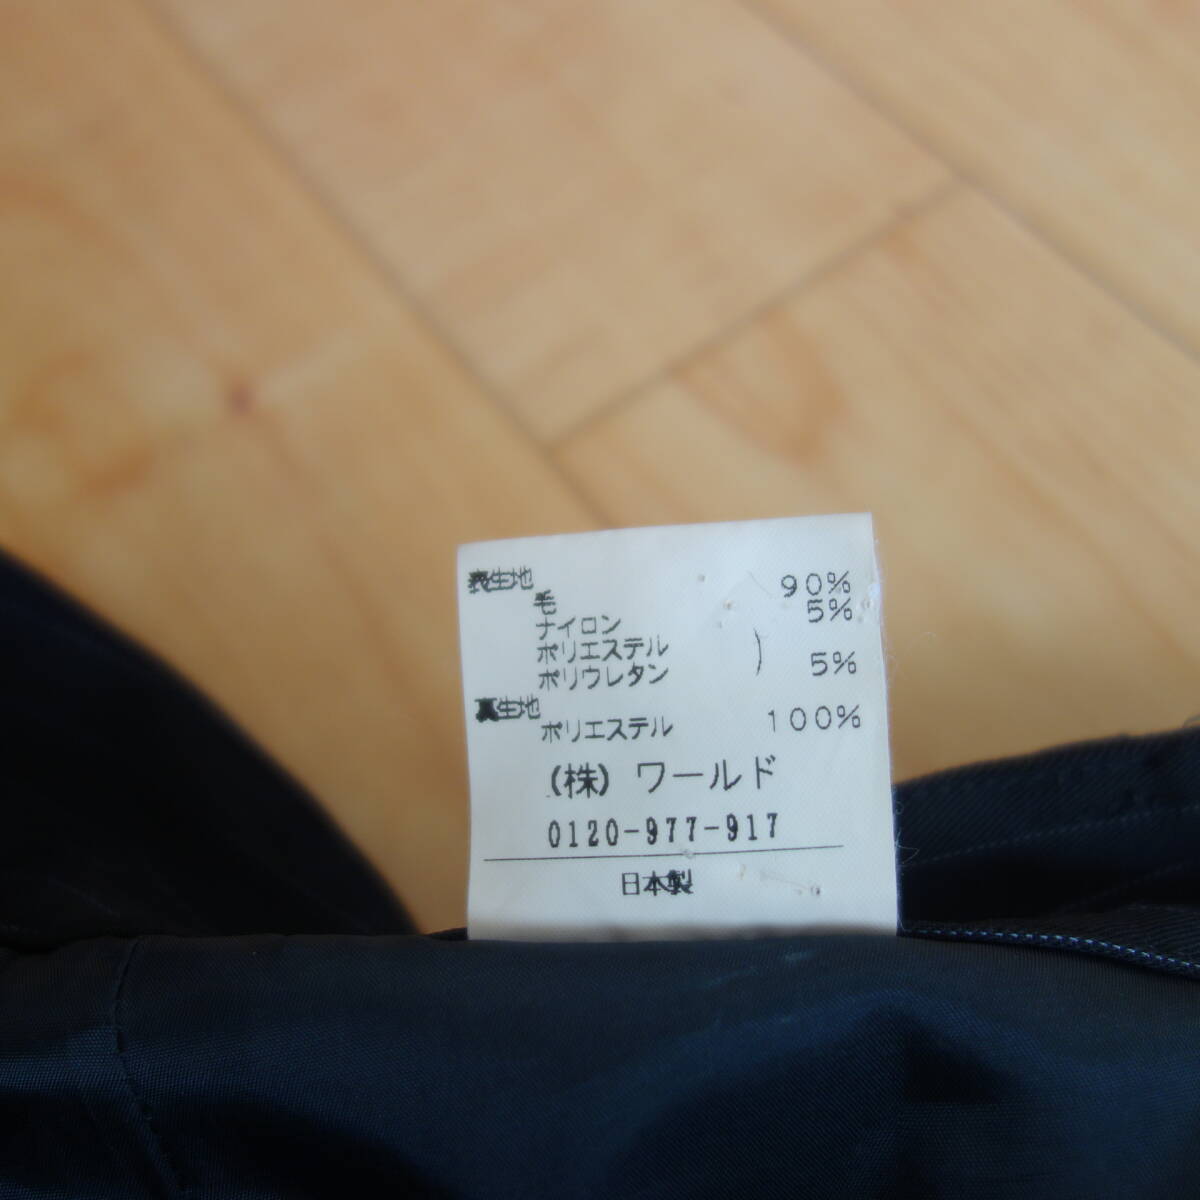 表生地
毛 90%
ナイロン 5%
ポリエステル
ポリウレタン ) 5%
裏生地
ポリエステル 100%
(株) ワールド
0120-977-917
日本製